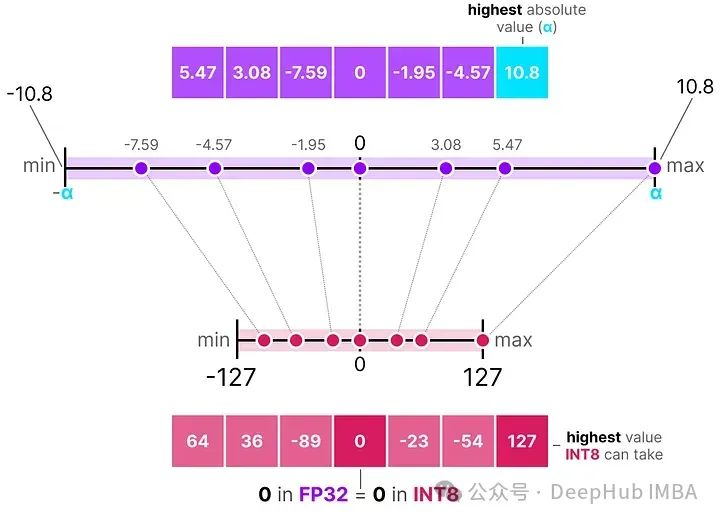 highest absolute
value (α)
5.47 3.08 -7.59 0 -1.95 -4.57 10.8
-10.8
10.8
-7.59 -4.57 -1.95 0 3.08 5.47
min max
-α α
min max
0
-127 127
64 36 -89 0 -23 -54 127
highest value
INT8 can take
0 in FP32 = 0 in INT8
公众号 · DeepHub IMBA